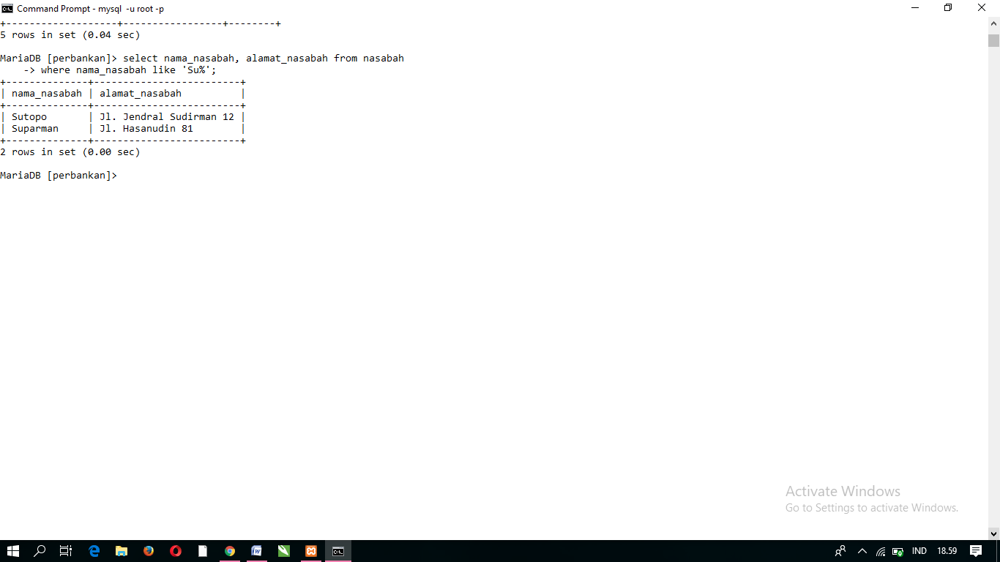 Command Prompt - mysql -u root -p
+-------------------+-----------------+--------+
5 rows in set (0.04 sec)
MariaDB [perbankan]> select nama_nasabah, alamat_nasabah from nasabah
    -> where nama_nasabah like 'Su%';
+--------------+-------------------------+
| nama_nasabah | alamat_nasabah          |
+--------------+-------------------------+
| Sutopo       | Jl. Jendral Sudirman 12 |
| Suparman     | Jl. Hasanudin 81        |
+--------------+-------------------------+
2 rows in set (0.00 sec)
MariaDB [perbankan]>
Activate Windows
Go to Settings to activate Windows.
IND 18.59